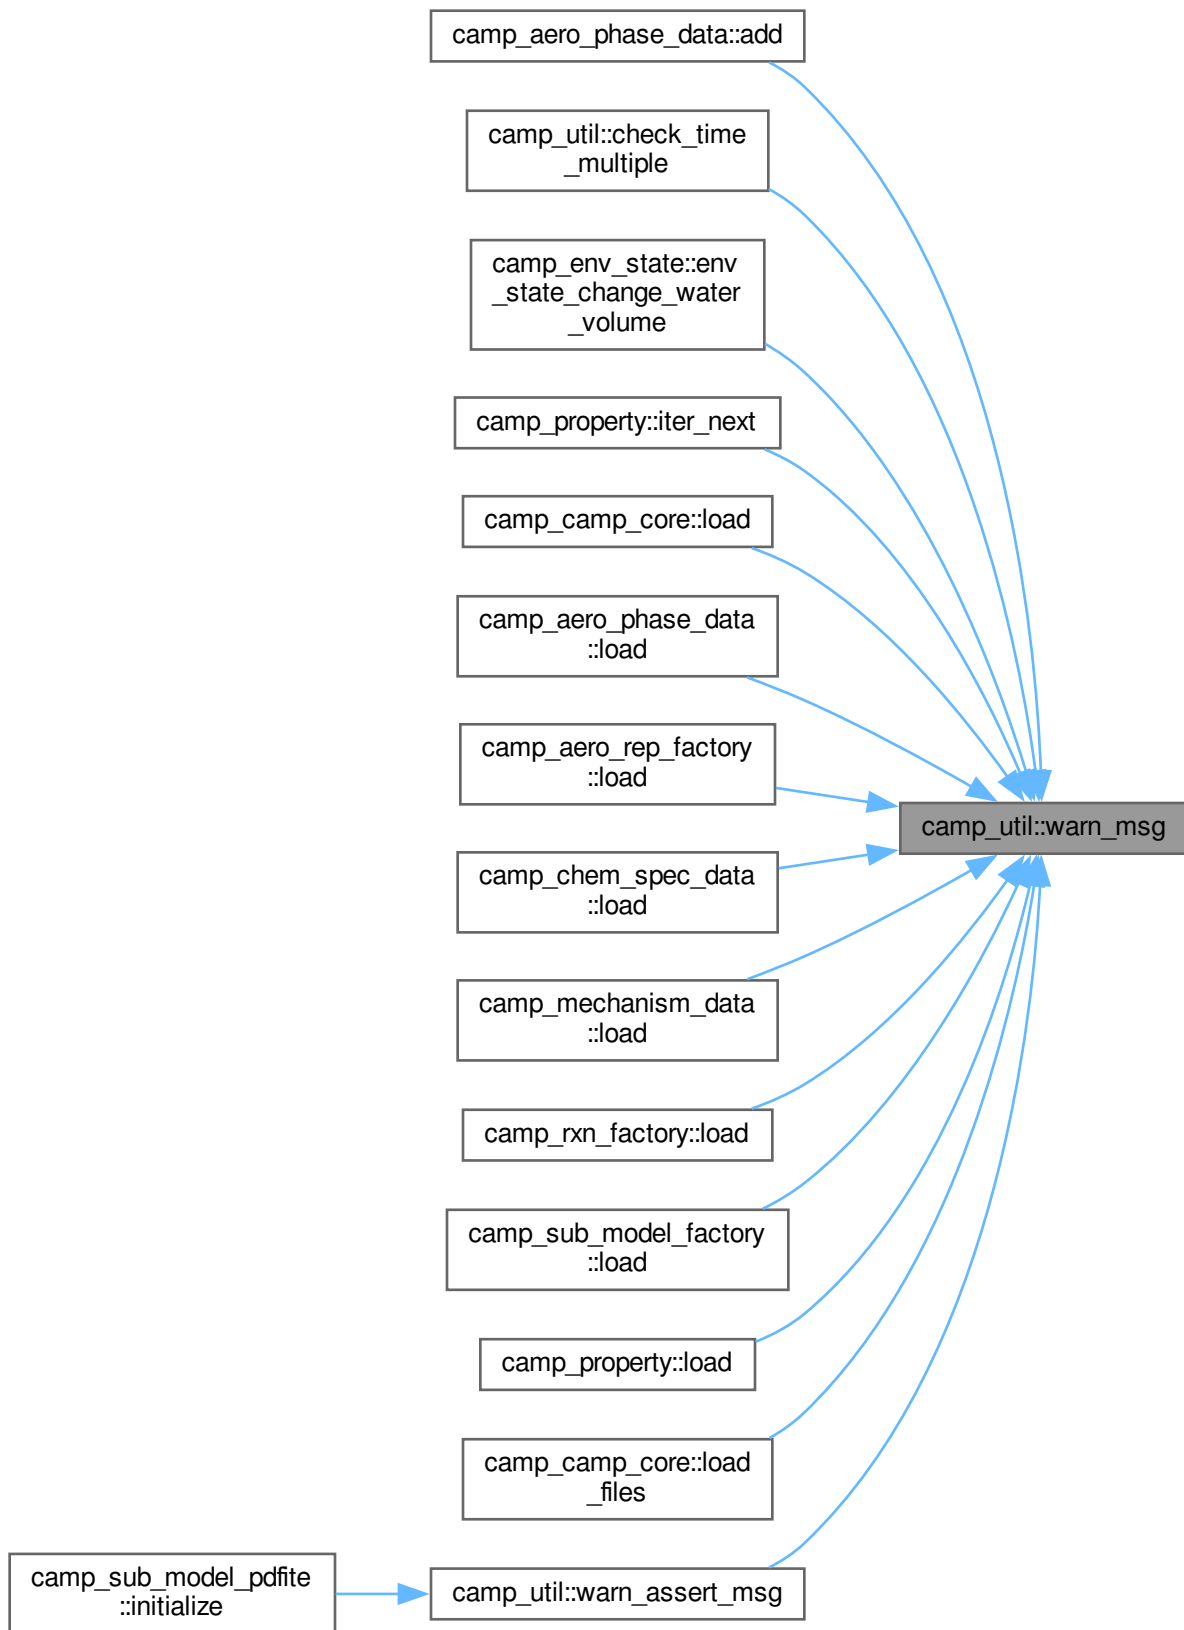 camp_aero_phase_data::add
camp_util::check_time
_multiple
camp_env_state::env
_state_change_water
_volume
camp_property::iter_next
camp_camp_core::load
camp_aero_phase_data
::load
camp_aero_rep_factory
::load
camp_util::warn_msg
camp_chem_spec_data
::load
camp_mechanism_data
::load
camp_rxn_factory::load
camp_sub_model_factory
::load
camp_property::load
camp_camp_core::load
_files
camp_sub_model_pdfite
::initialize
camp_util::warn_assert_msg